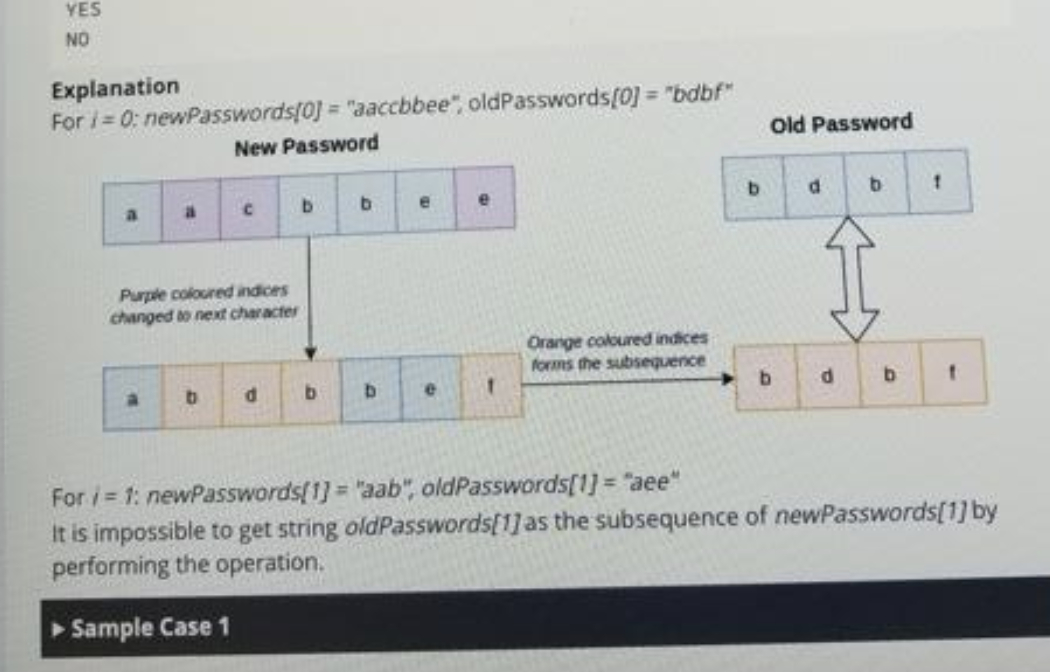 YES
NO
Explanation
For i = 0: newPasswords[0] = "aaccbbee", oldPasswords[0] = "bdbf"
New Password
Old Password
a a c b b e e
b d b f
Purple coloured indices
changed to next character
Orange coloured indices
forms the subsequence
a b d b b e f
b d b f
For i = 1: newPasswords[1] = "aab", oldPasswords[1] = "aee"
It is impossible to get string oldPasswords[1] as the subsequence of newPasswords[1] by
performing the operation.
▶ Sample Case 1